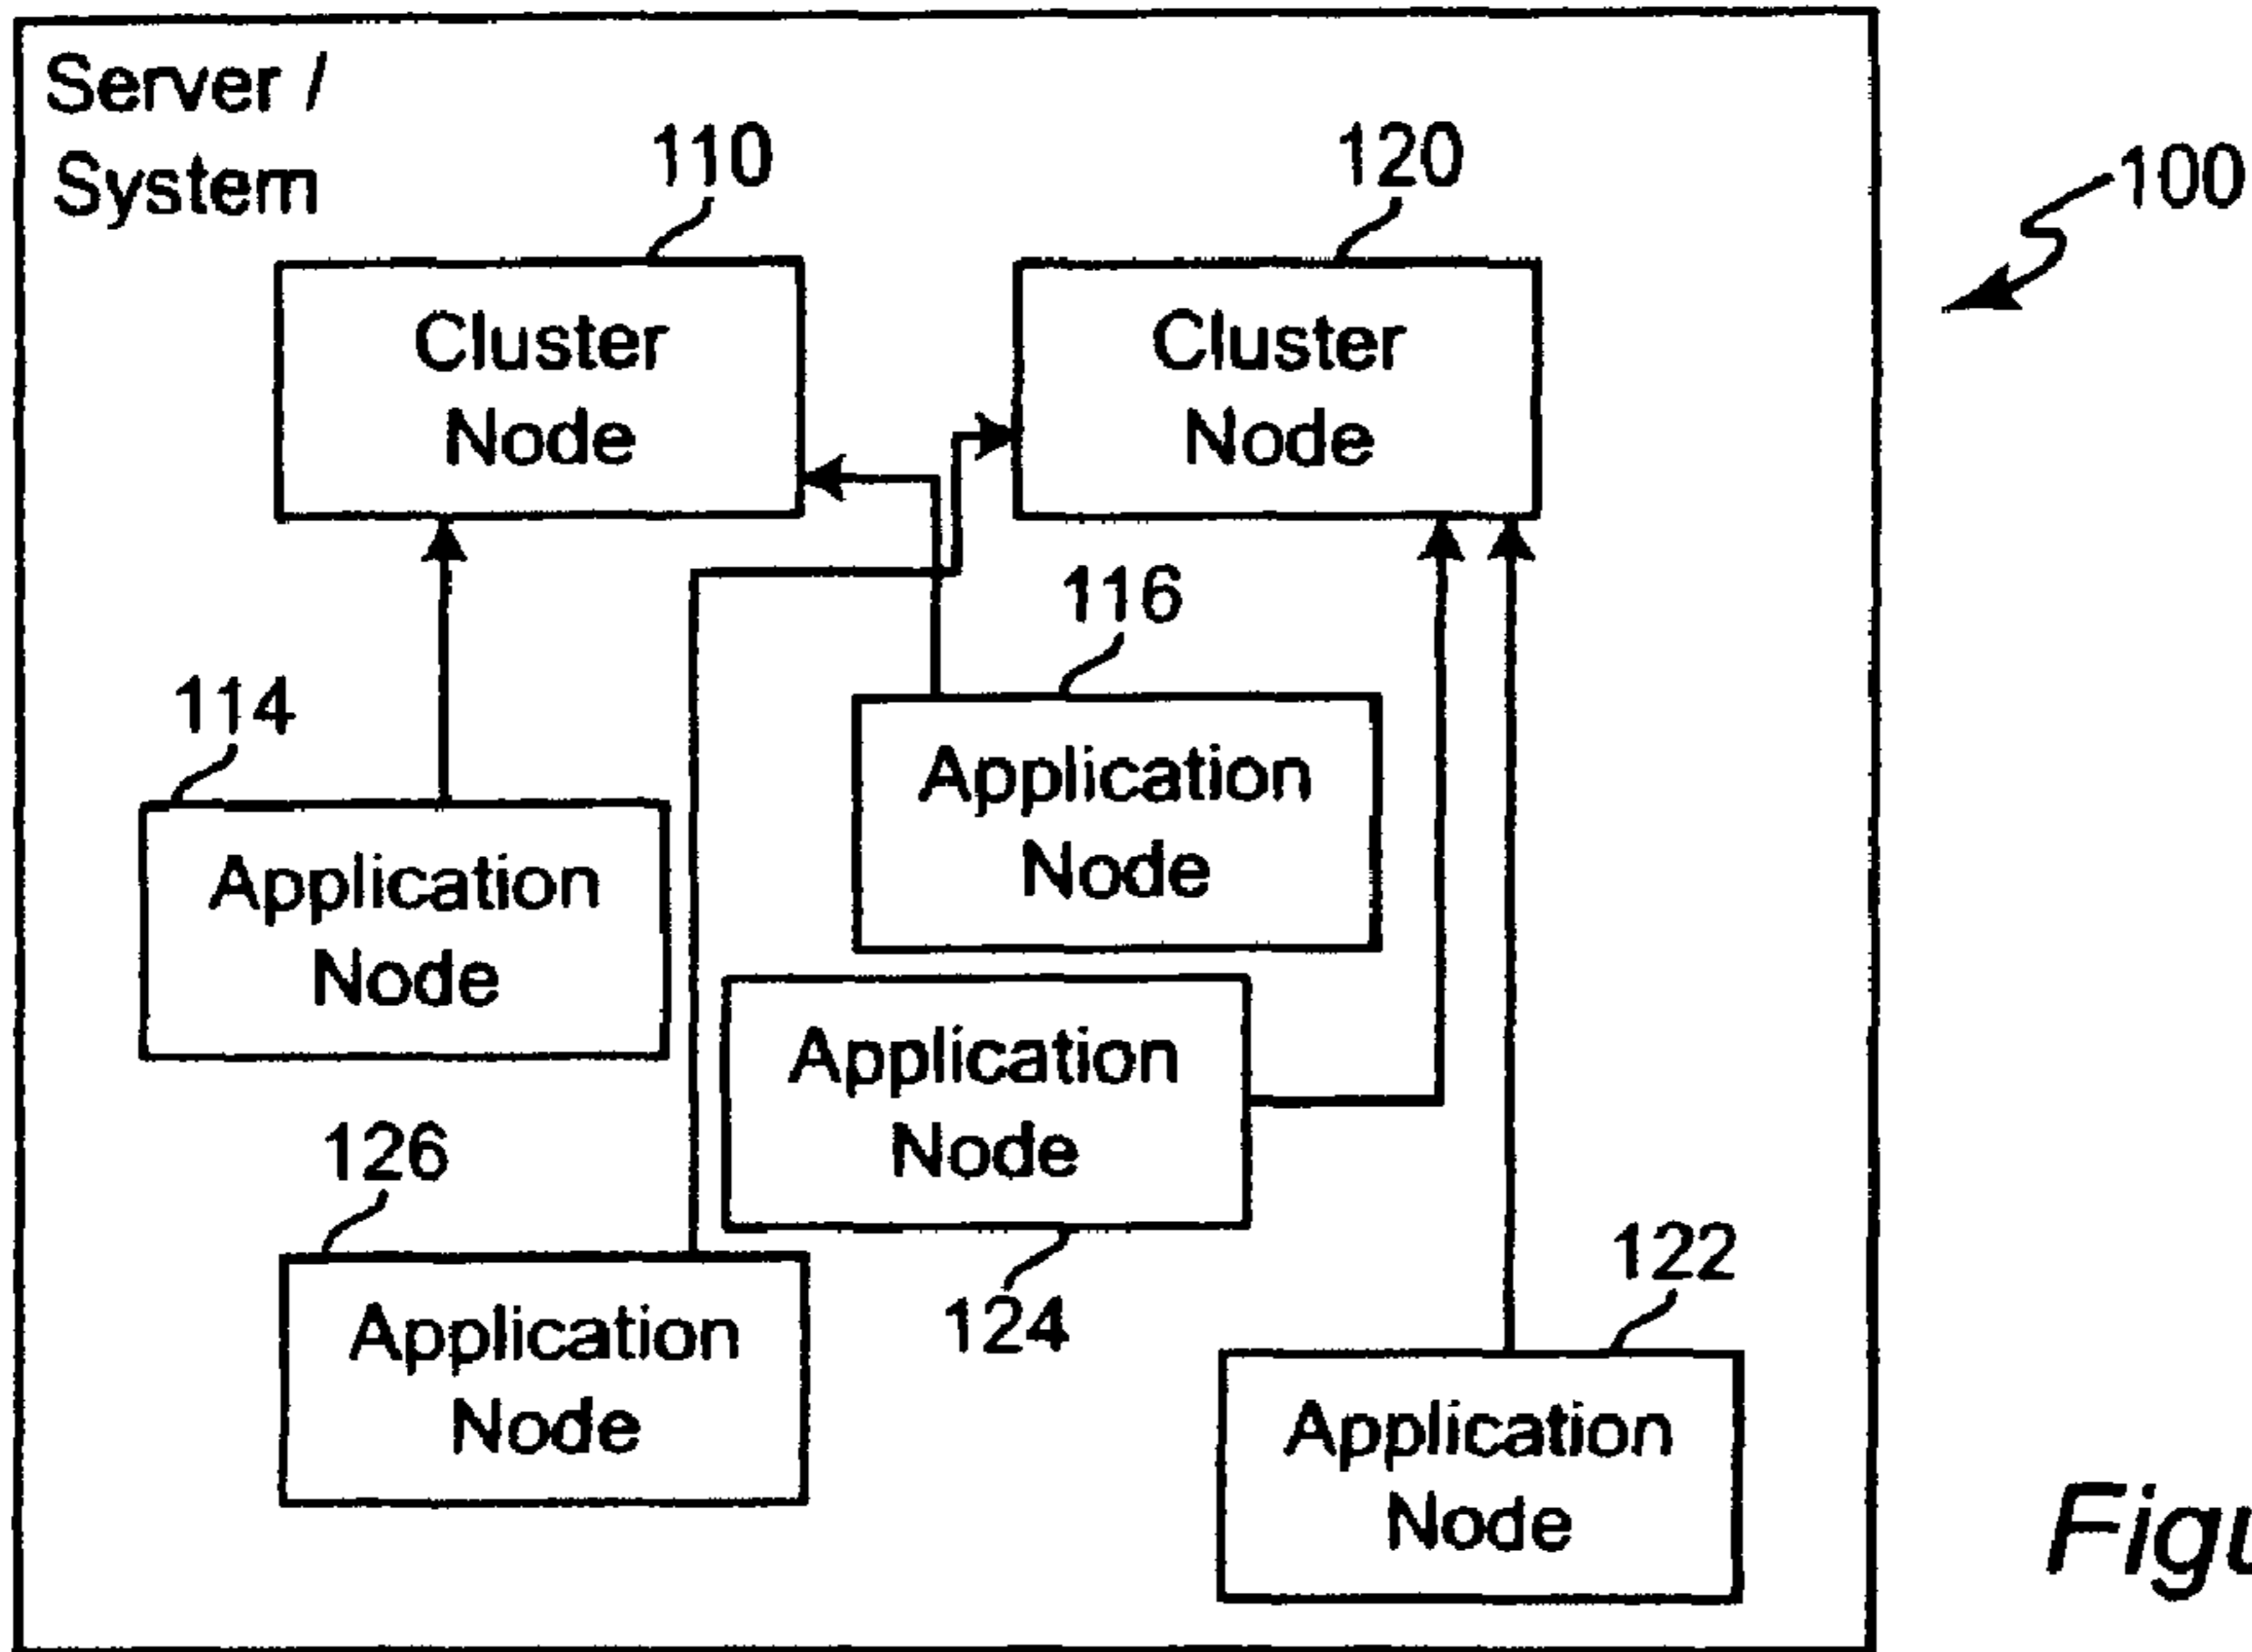 Server /
System
110
120
100
Cluster
Node
Cluster
Node
116
114
Application
Node
Application
Node
Application
Node
126
124
122
Application
Node
Application
Node